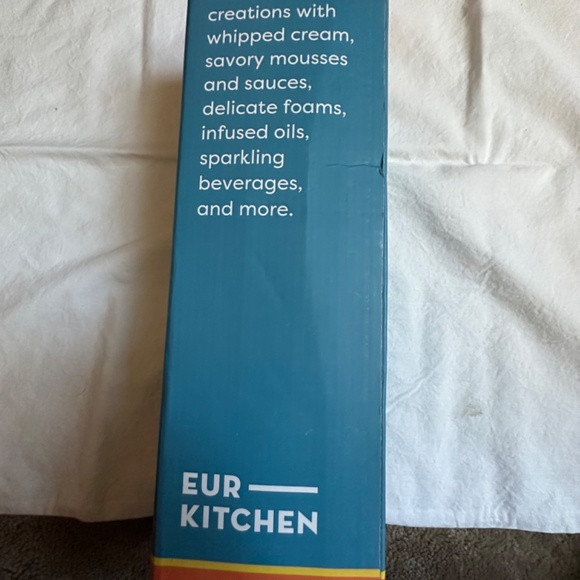 creations with
whipped cream,
savory mousses
and sauces,
delicate foams,
infused oils,
sparkling
beverages,
and more.
EUR
KITCHEN